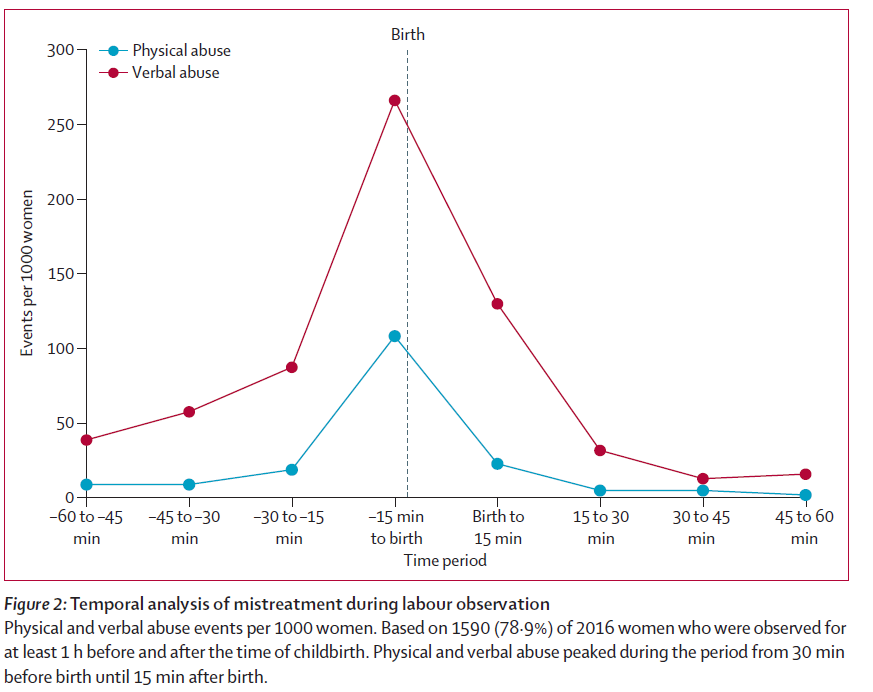 Birth
300
Physical abuse
Verbal abuse
250
200
150
100
50
0
Events per 1000 women
–60 to –45 min
–45 to –30 min
–30 to –15 min
–15 min to birth
Birth to 15 min
15 to 30 min
30 to 45 min
45 to 60 min
Time period
Figure 2: Temporal analysis of mistreatment during labour observation
Physical and verbal abuse events per 1000 women. Based on 1590 (78·9%) of 2016 women who were observed for
at least 1 h before and after the time of childbirth. Physical and verbal abuse peaked during the period from 30 min
before birth until 15 min after birth.